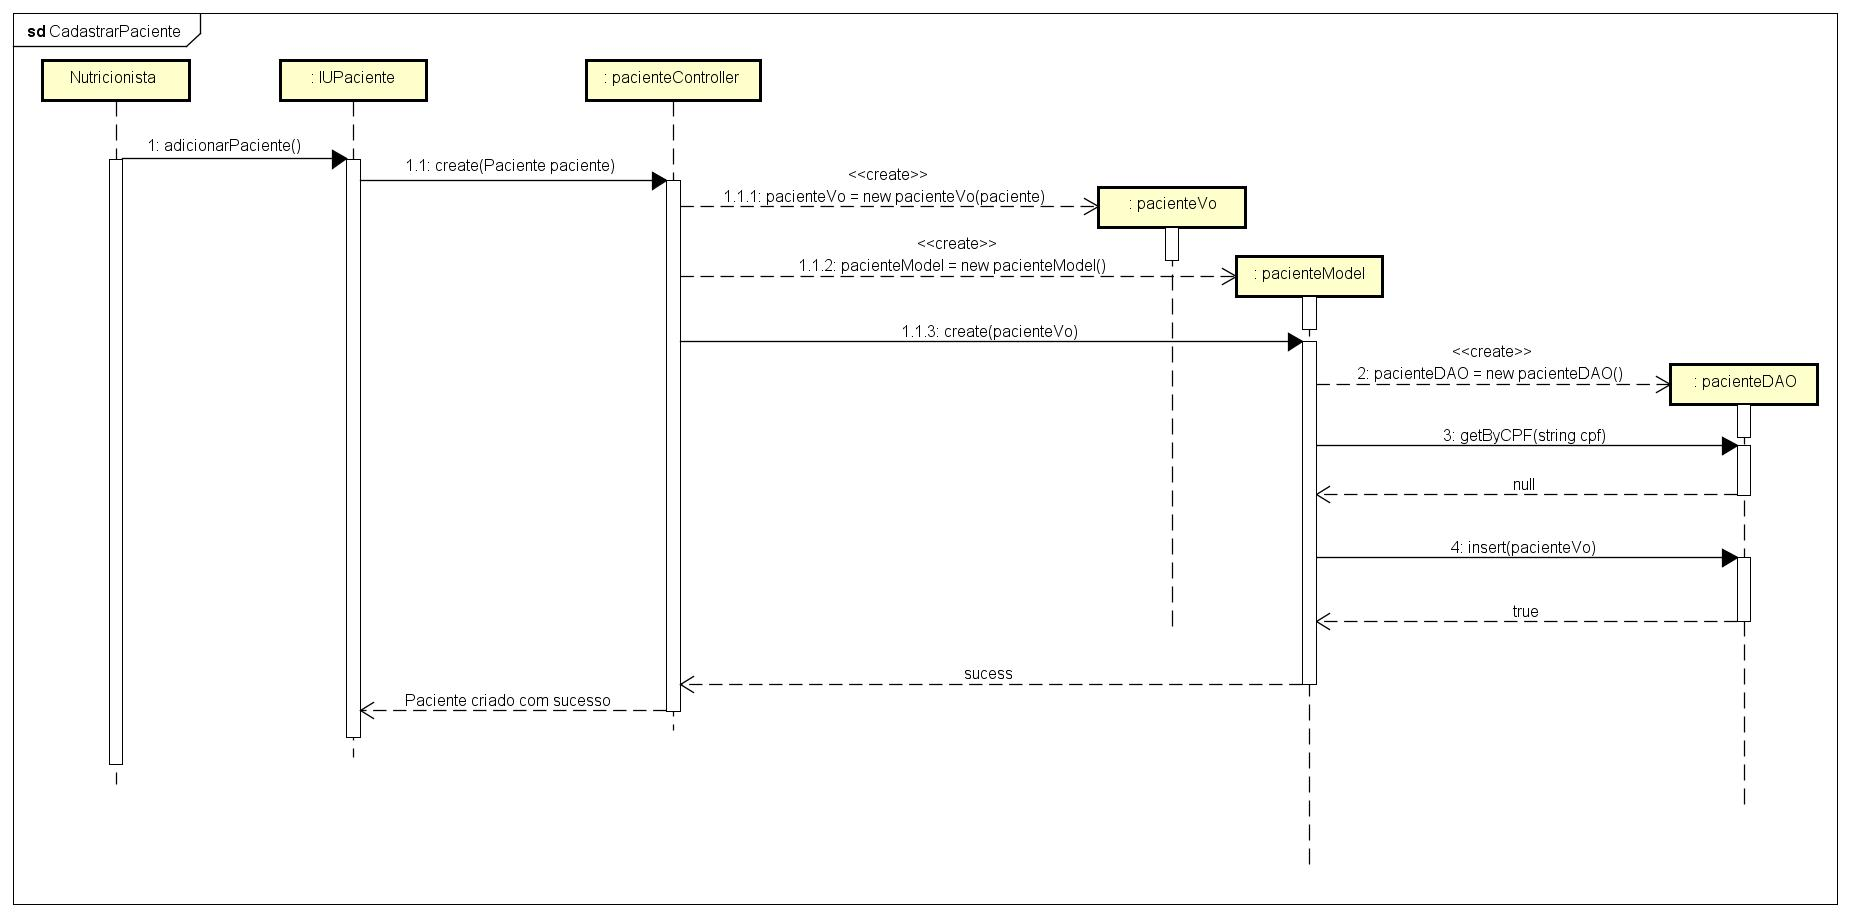 sd CadastrarPaciente
Nutricionista
: IUPaciente
: pacienteController
1: adicionarPaciente()
1.1: create(Paciente paciente)
<<create>>
1.1.1: pacienteVo = new pacienteVo(paciente)
: pacienteVo
<<create>>
1.1.2: pacienteModel = new pacienteModel()
: pacienteModel
1.1.3: create(pacienteVo)
<<create>>
2: pacienteDAO = new pacienteDAO()
: pacienteDAO
3: getByCPF(string cpf)
null
4: insert(pacienteVo)
true
sucess
Paciente criado com sucesso